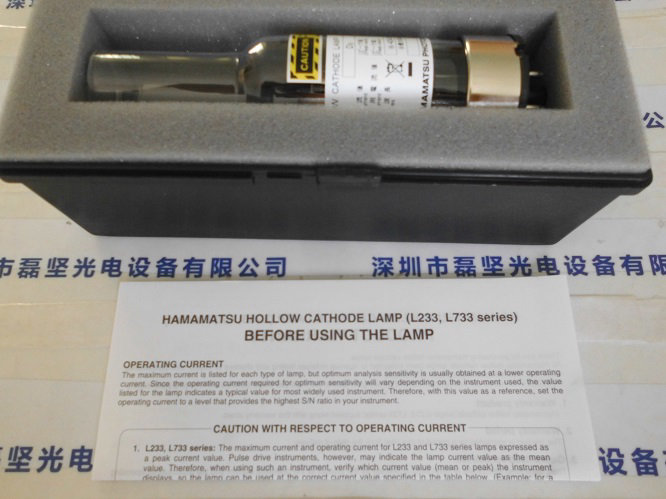 深圳
CAUTION
W CATHODE LAMP
HAMAMATSU PHOTO
市磊坚光电设备有限公司
深圳市磊坚光电设备有限
HAMAMATSU HOLLOW CATHODE LAMP (L233, L733 series)
BEFORE USING THE LAMP
OPERATING CURRENT
The maximum current is listed for each type of lamp, but optimum analysis sensitivity is usually obtained at a lower operating
current. Since the operating current required for optimum sensitivity will vary depending on the instrument used, the value
listed for the lamp indicates a typical value for most widely used instrument. Therefore, with this value as a reference, set the
operating current to a level that provides the highest S/N ratio in your instrument.
CAUTION WITH RESPECT TO OPERATING CURRENT
1. L233, L733 series: The maximum current and operating current for L233 and L733 series lamps expressed as
a peak current value. Pulse drive instruments, however, may indicate the lamp current value as the mean
value. Therefore, when using such an instrument, verify which current value (mean or peak) the instrument
displays, so the lamp can be used at the correct current value specified in the table below. (Example: for a
磊坚光电
有限公司